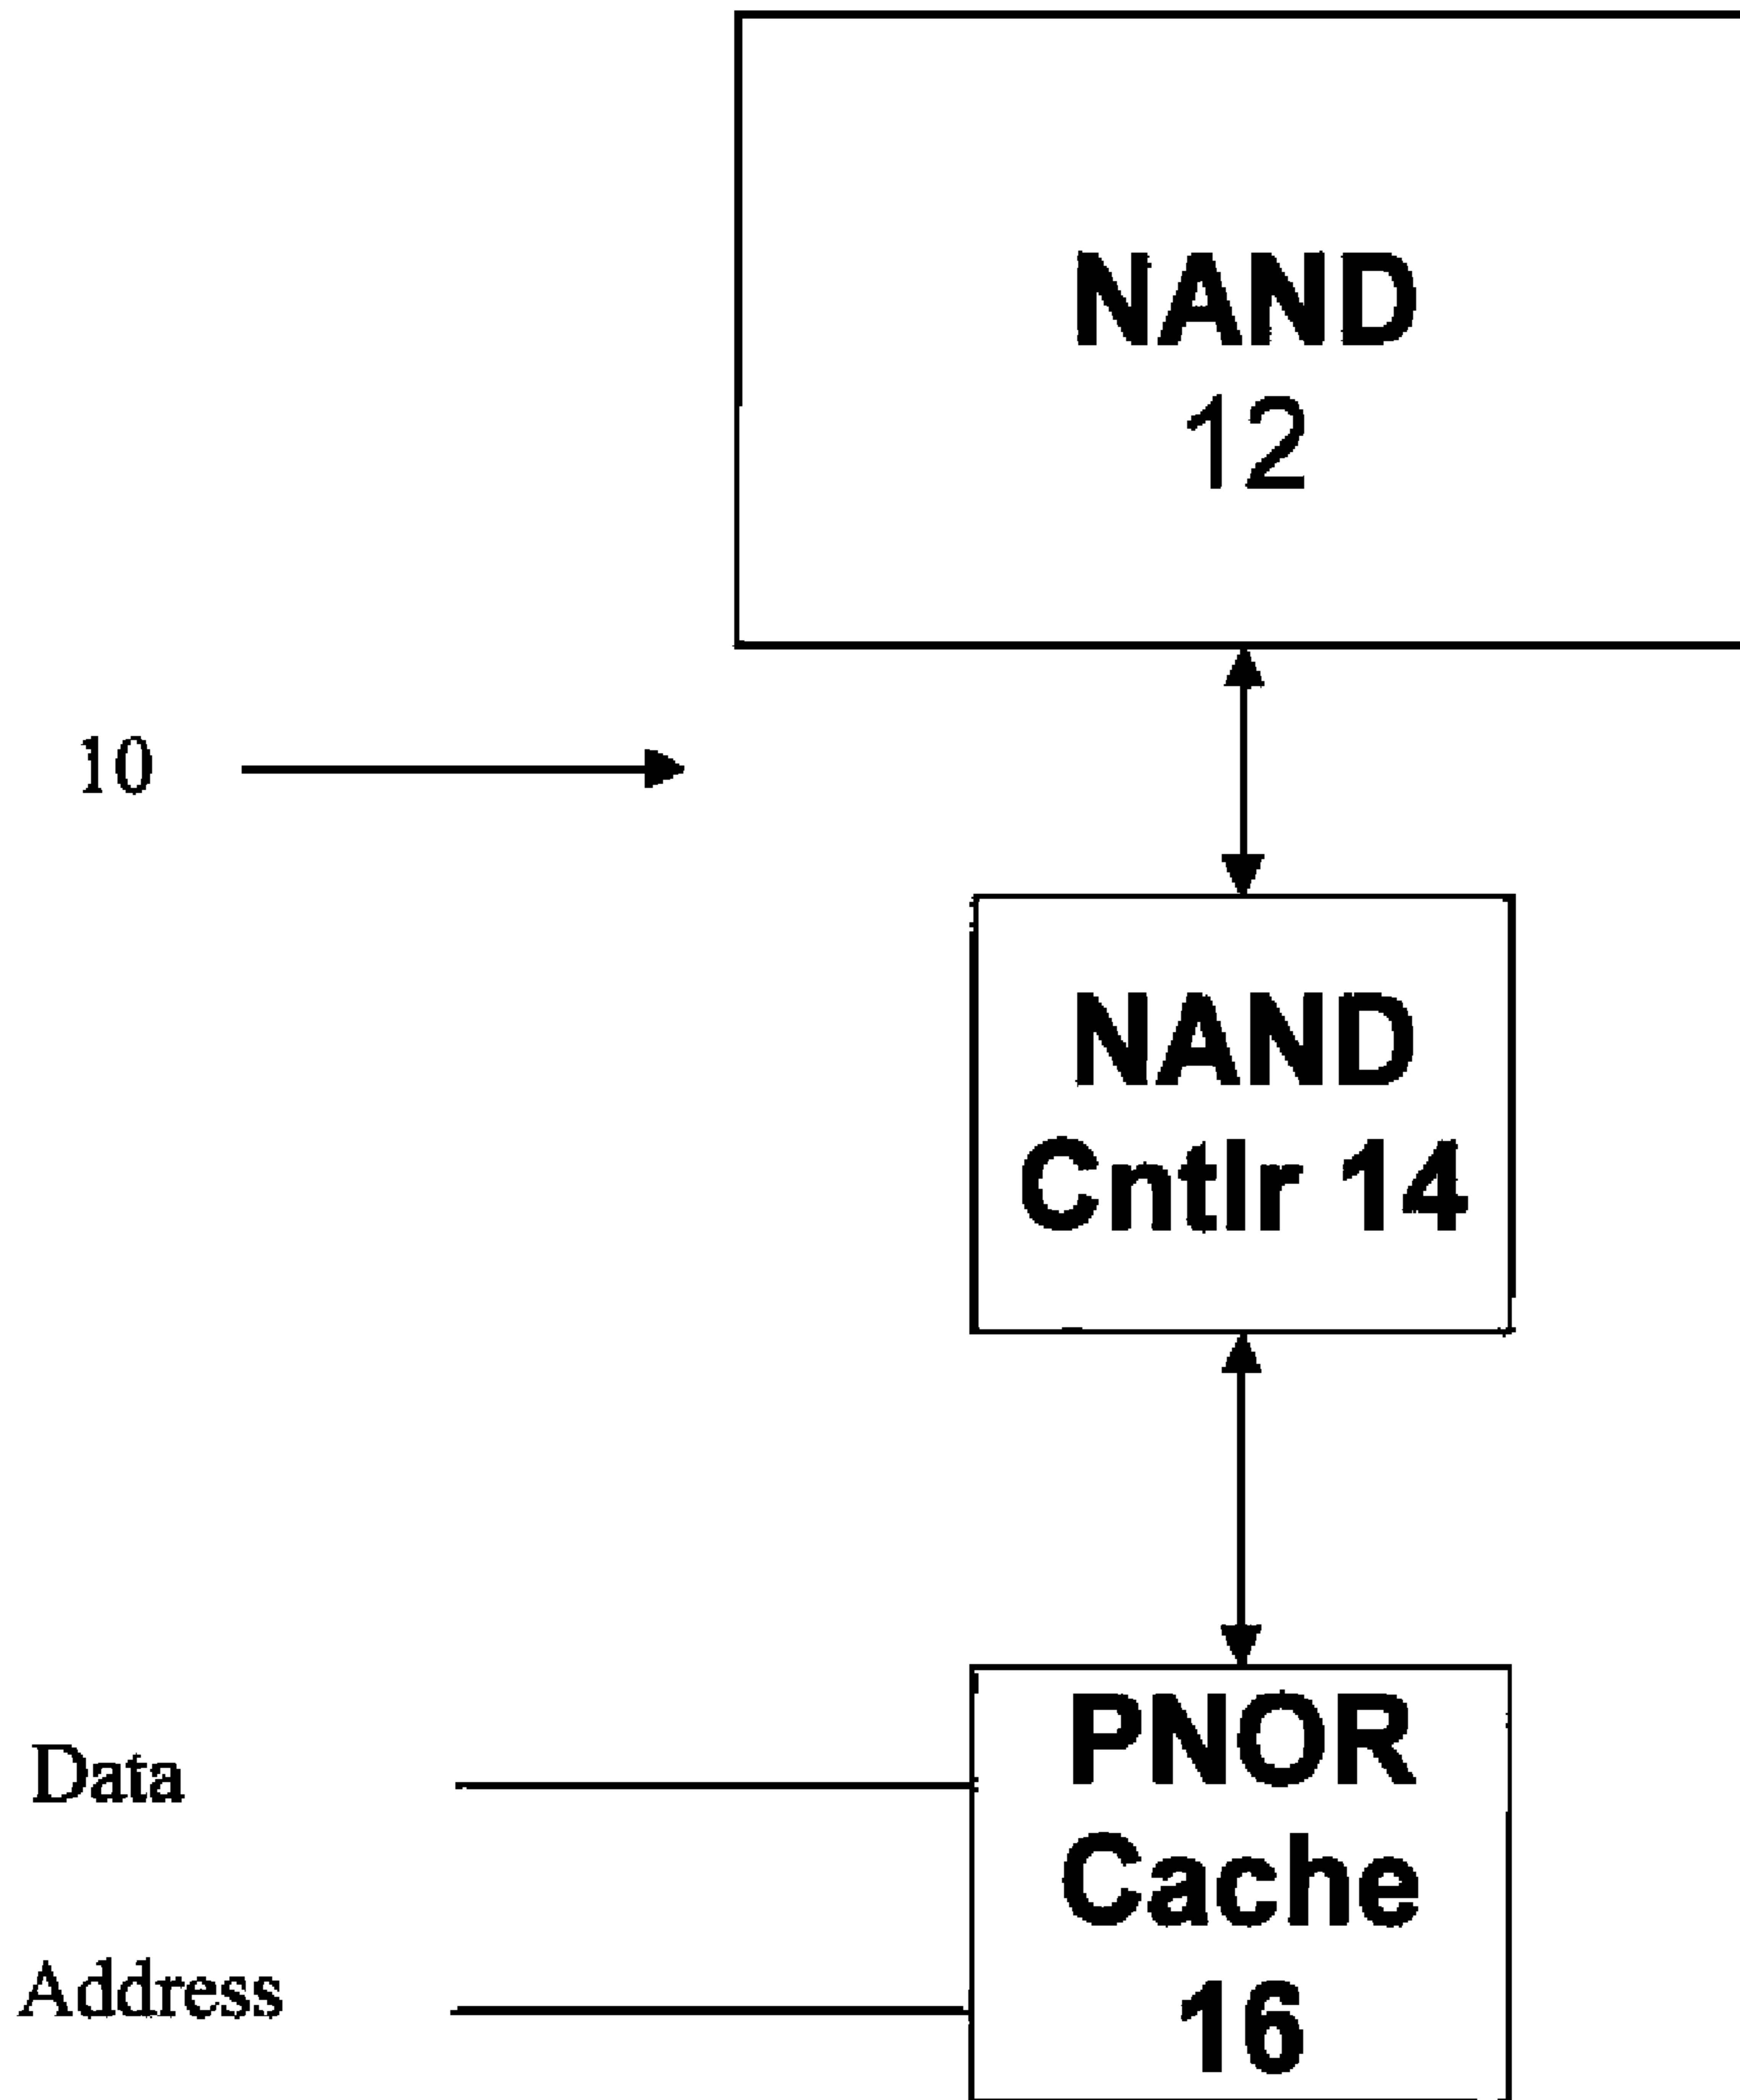 NAND
12
10
NAND
Cntlr 14
PNOR
Data
Cache
Address
16